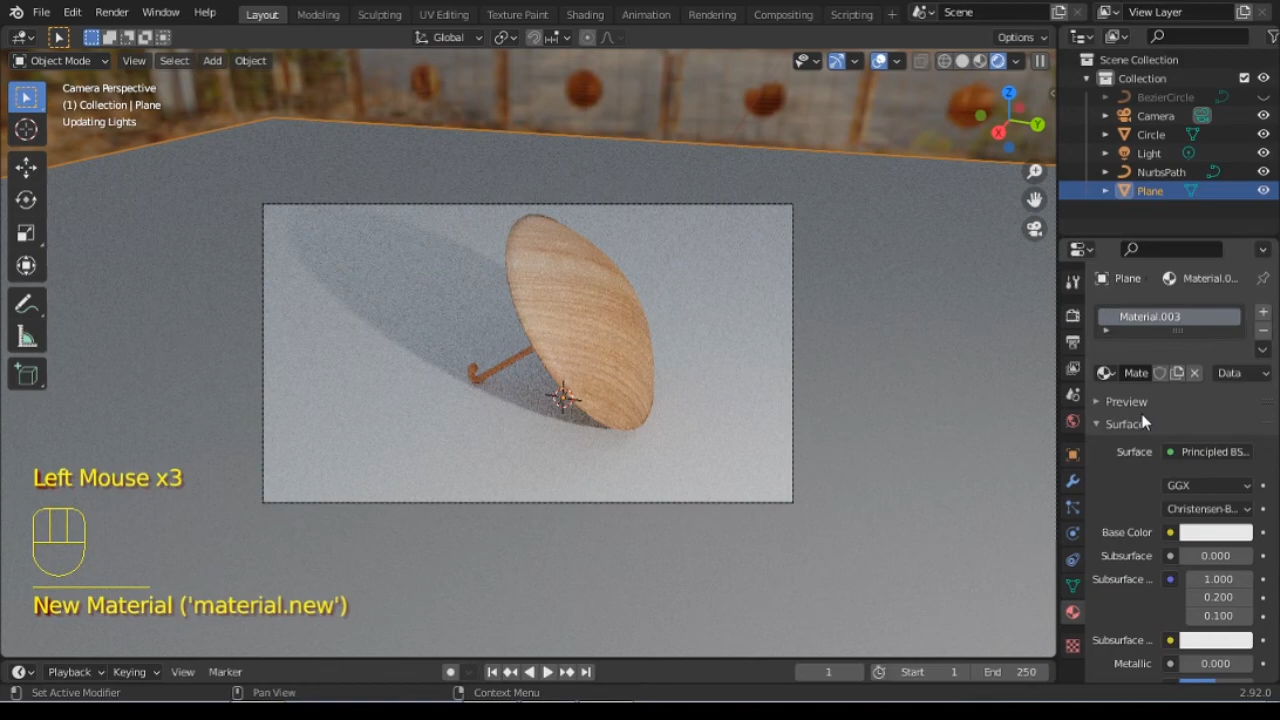 File Edit Render Window Help Layout Modeling Sculpting UV Editing Texture Paint Shading Animation Rendering Compositing Scripting Scene View Layer
Global Options
Object Mode View Select Add Object
Camera Perspective
(1) Collection | Plane
Updating Lights
Z
Y
X
Scene Collection
Collection
BezierCircle
Camera
Circle
Light
NurbsPath
Plane
Plane Material.0...
Material.003
Mate Data
Preview
Surface
Surface Principled BS...
GGX
Christensen-B...
Base Color
Subsurface 0.000
Subsurface ... 1.000
0.200
0.100
Subsurface ...
Metallic 0.000
Left Mouse x3
New Material ('material.new')
Playback Keying View Marker 1 Start 1 End 250
Set Active Modifier Pan View Context Menu 2.92.0